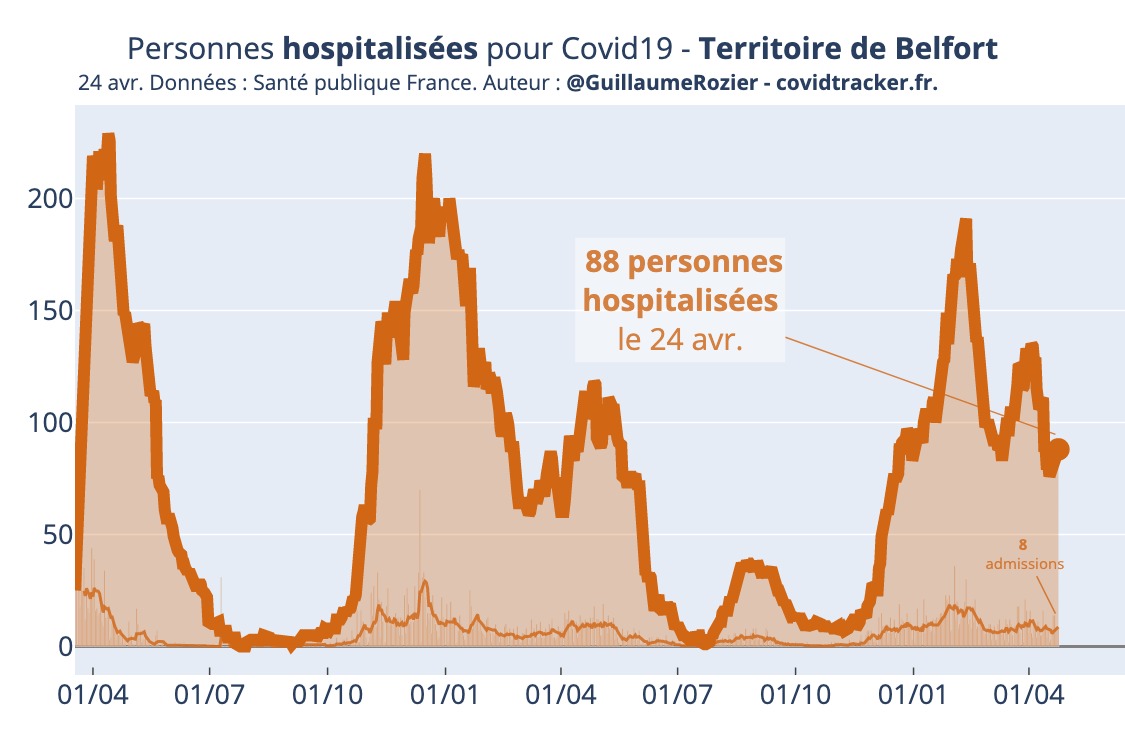 Personnes hospitalisées pour Covid19 - Territoire de Belfort
24 avr. Données : Santé publique France. Auteur : @GuillaumeRozier - covidtracker.fr.
200
150
100
50
0
88 personnes
hospitalisées
le 24 avr.
8
admissions
01/04 01/07 01/10 01/01 01/04 01/07 01/10 01/01 01/04